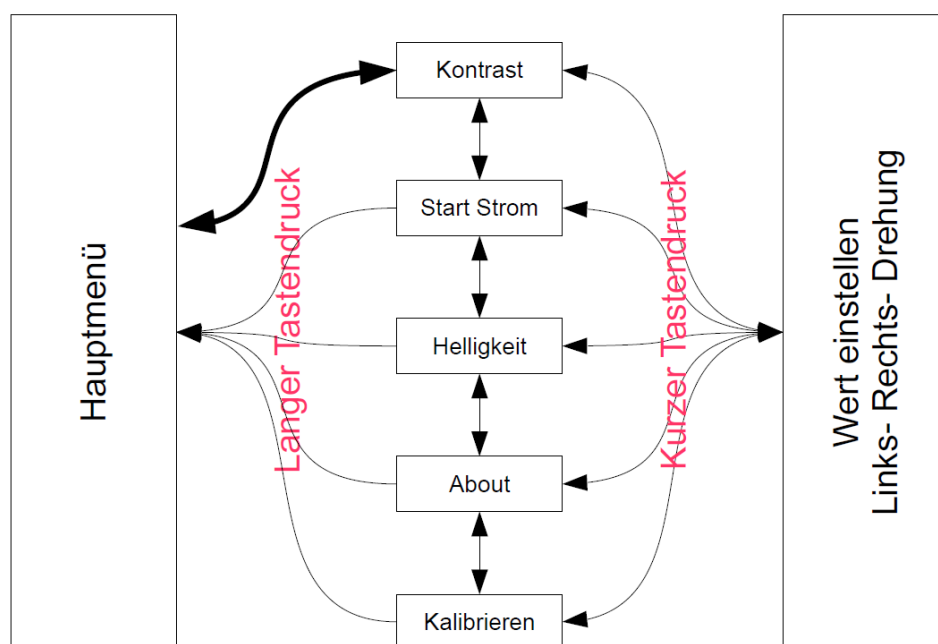 Hauptmenü
Langer Tastendruck
Kontrast
Start Strom
Helligkeit
About
Kalibrieren
Kurzer Tastendruck
Wert einstellen
Links- Rechts- Drehung